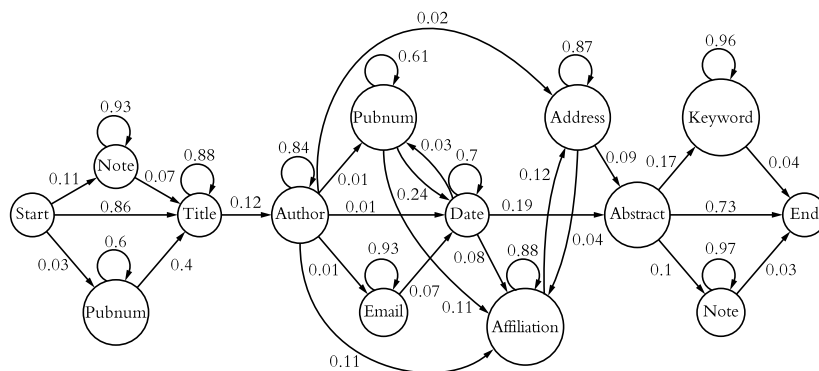 0.02
0.61
0.87
0.96
0.93
Pubnum
Address
Keyword
0.84
0.88
0.03
0.7
0.09
0.17
0.04
Note
0.11
0.07
0.01
0.24
0.12
Start
0.86
Title
0.12
Author
0.01
Date
0.19
Abstract
0.73
End
0.03
0.6
0.4
0.01
0.93
0.07
0.08
0.88
0.04
0.1
0.97
0.03
Pubnum
Email
0.11
Affiliation
Note
0.11